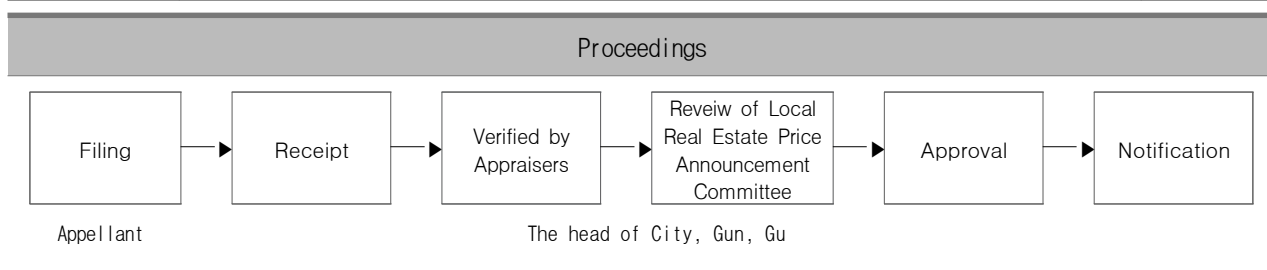 Proceedings
Filing
Receipt
Verified by
Appraisers
Reveiw of Local
Real Estate Price
Announcement
Committee
Approval
Notification
Appellant
The head of City, Gun, Gu